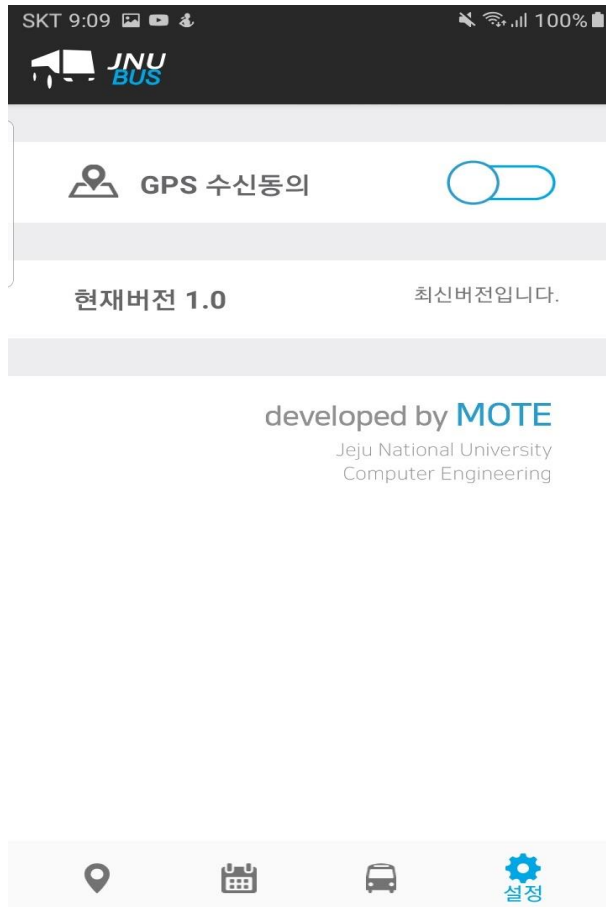 SKT 9:09 100%
JNU
BUS
GPS 수신동의
현재버전 1.0 최신버전입니다.
developed by MOTE
Jeju National University
Computer Engineering
설정